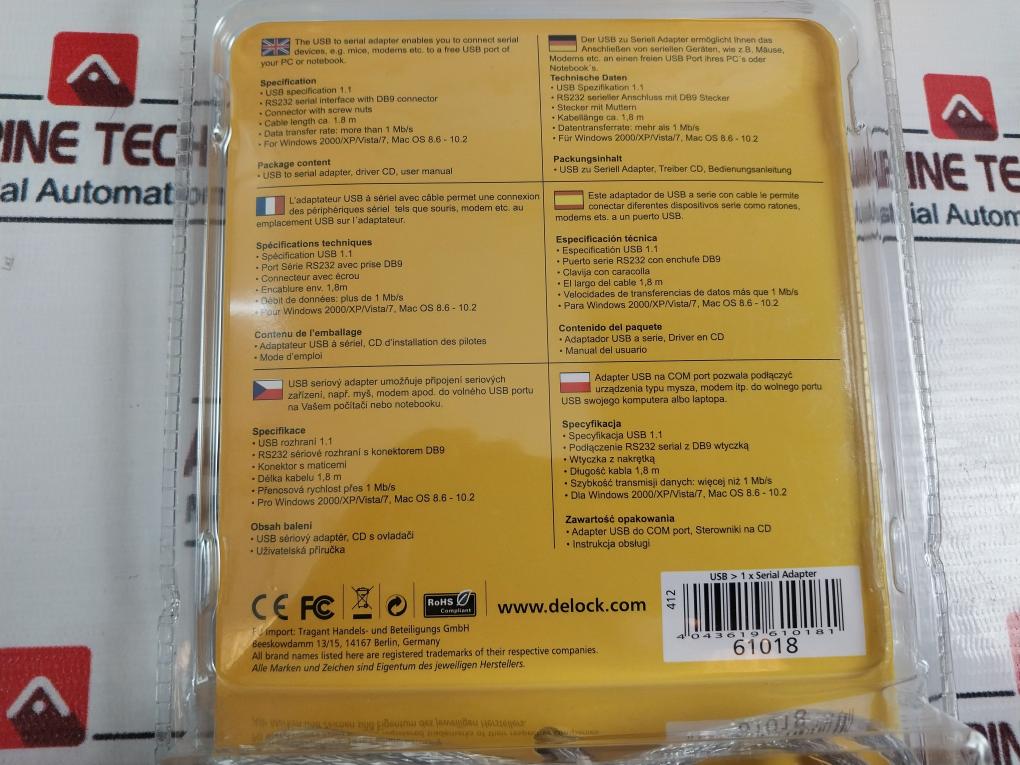 PINE TECH
ial Automat
ial Autom
The USB to serial adapter enables you to connect serial
devices, e.g. mice, modems etc. to a free USB port of
your PC or notebook.
Specification
• USB specification 1.1
• RS232 serial interface with DB9 connector
• Connector with screw nuts
• Cable length ca. 1.8 m
• Data transfer rate: more than 1 Mb/s
• For Windows 2000/XP/Vista/7, Mac OS 8.6 - 10.2
Package content
• USB to serial adapter, driver CD, user manual
Der USB zu Seriell Adapter ermöglicht Ihnen das
Anschließen von seriellen Geräten, wie z.B. Mäuse,
Modems etc. an einen freien USB Port ihres PC´s oder
Notebook´s.
Technische Daten
• USB Spezifikation 1.1
• RS232 serieller Anschluss mit DB9 Stecker
• Stecker mit Muttern
• Kabellänge ca. 1,8 m
• Datentransferrate: mehr als 1 Mb/s
• Für Windows 2000/XP/Vista/7, Mac OS 8.6 - 10.2
Packungsinhalt
• USB zu Seriell Adapter, Treiber CD, Bedienungsanleitung
L'adaptateur USB à sériel avec câble permet une connexion
des périphériques sériel tels que souris, modem etc. au
emplacement USB sur l´adaptateur.
Spécifications techniques
• Spécification USB 1.1
• Port Série RS232 avec prise DB9
• Connecteur avec écrou
• Encablure env. 1,8m
• Débit de données: plus de 1 Mb/s
• Pour Windows 2000/XP/Vista/7, Mac OS 8.6 - 10.2
Contenu de l'emballage
• Adaptateur USB à sériel, CD d'installation des pilotes
• Mode d'emploi
Este adaptador de USB a serie con cable le permite
conectar diferentes dispositivos serie como ratones,
modems ets. a un puerto USB.
Especificación técnica
• Especificatión USB 1.1
• Puerto serie RS232 con enchufe DB9
• Clavija con caracolla
• El largo del cable 1,8 m
• Velocidades de transferencias de datos más que 1 Mb/s
• Para Windows 2000/XP/Vista/7, Mac OS 8.6 - 10.2
Contenido del paquete
• Adaptador USB a serie, Driver en CD
• Manual del usuario
USB seriový adapter umožňuje připojení seriových
zařízení, např. myš, modem apod. do volného USB portu
na Vašem počítači nebo notebooku.
Specifikace
• USB rozhraní 1.1
• RS232 sériové rozhraní s konektorem DB9
• Konektor s maticemi
• Délka kabelu 1,8 m
• Přenosová rychlost přes 1 Mb/s
• Pro Windows 2000/XP/Vista/7, Mac OS 8.6 - 10.2
Obsah balení
• USB sériový adaptér, CD s ovladači
• Uživatelská příručka
Adapter USB na COM port pozwala podłączyć
urządzenia typu mysza, modem itp. do wolnego portu
USB swojego komputera albo laptopa.
Specyfikacja
• Specyfikacja USB 1.1
• Podłączenie RS232 serial z DB9 wtyczką
• Wtyczka z nakrętką
• Długość kabla 1,8 m
• Szybkość transmisji danych: więcej niż 1 Mb/s
• Dla Windows 2000/XP/Vista/7, Mac OS 8.6 - 10.2
Zawartość opakowania
• Adapter USB do COM port, Sterowniki na CD
• Instrukcja obsługi
CE FC RoHS Compliant www.delock.com
EU import: Tragant Handels- und Beteiligungs GmbH
Beeskowdamm 13/15, 14167 Berlin, Germany
All brand names listed here are registered trademarks of their respective companies.
Alle Marken und Zeichen sind Eigentum des jeweiligen Herstellers.
USB > 1 x Serial Adapter
412
4 043619 610181
61018